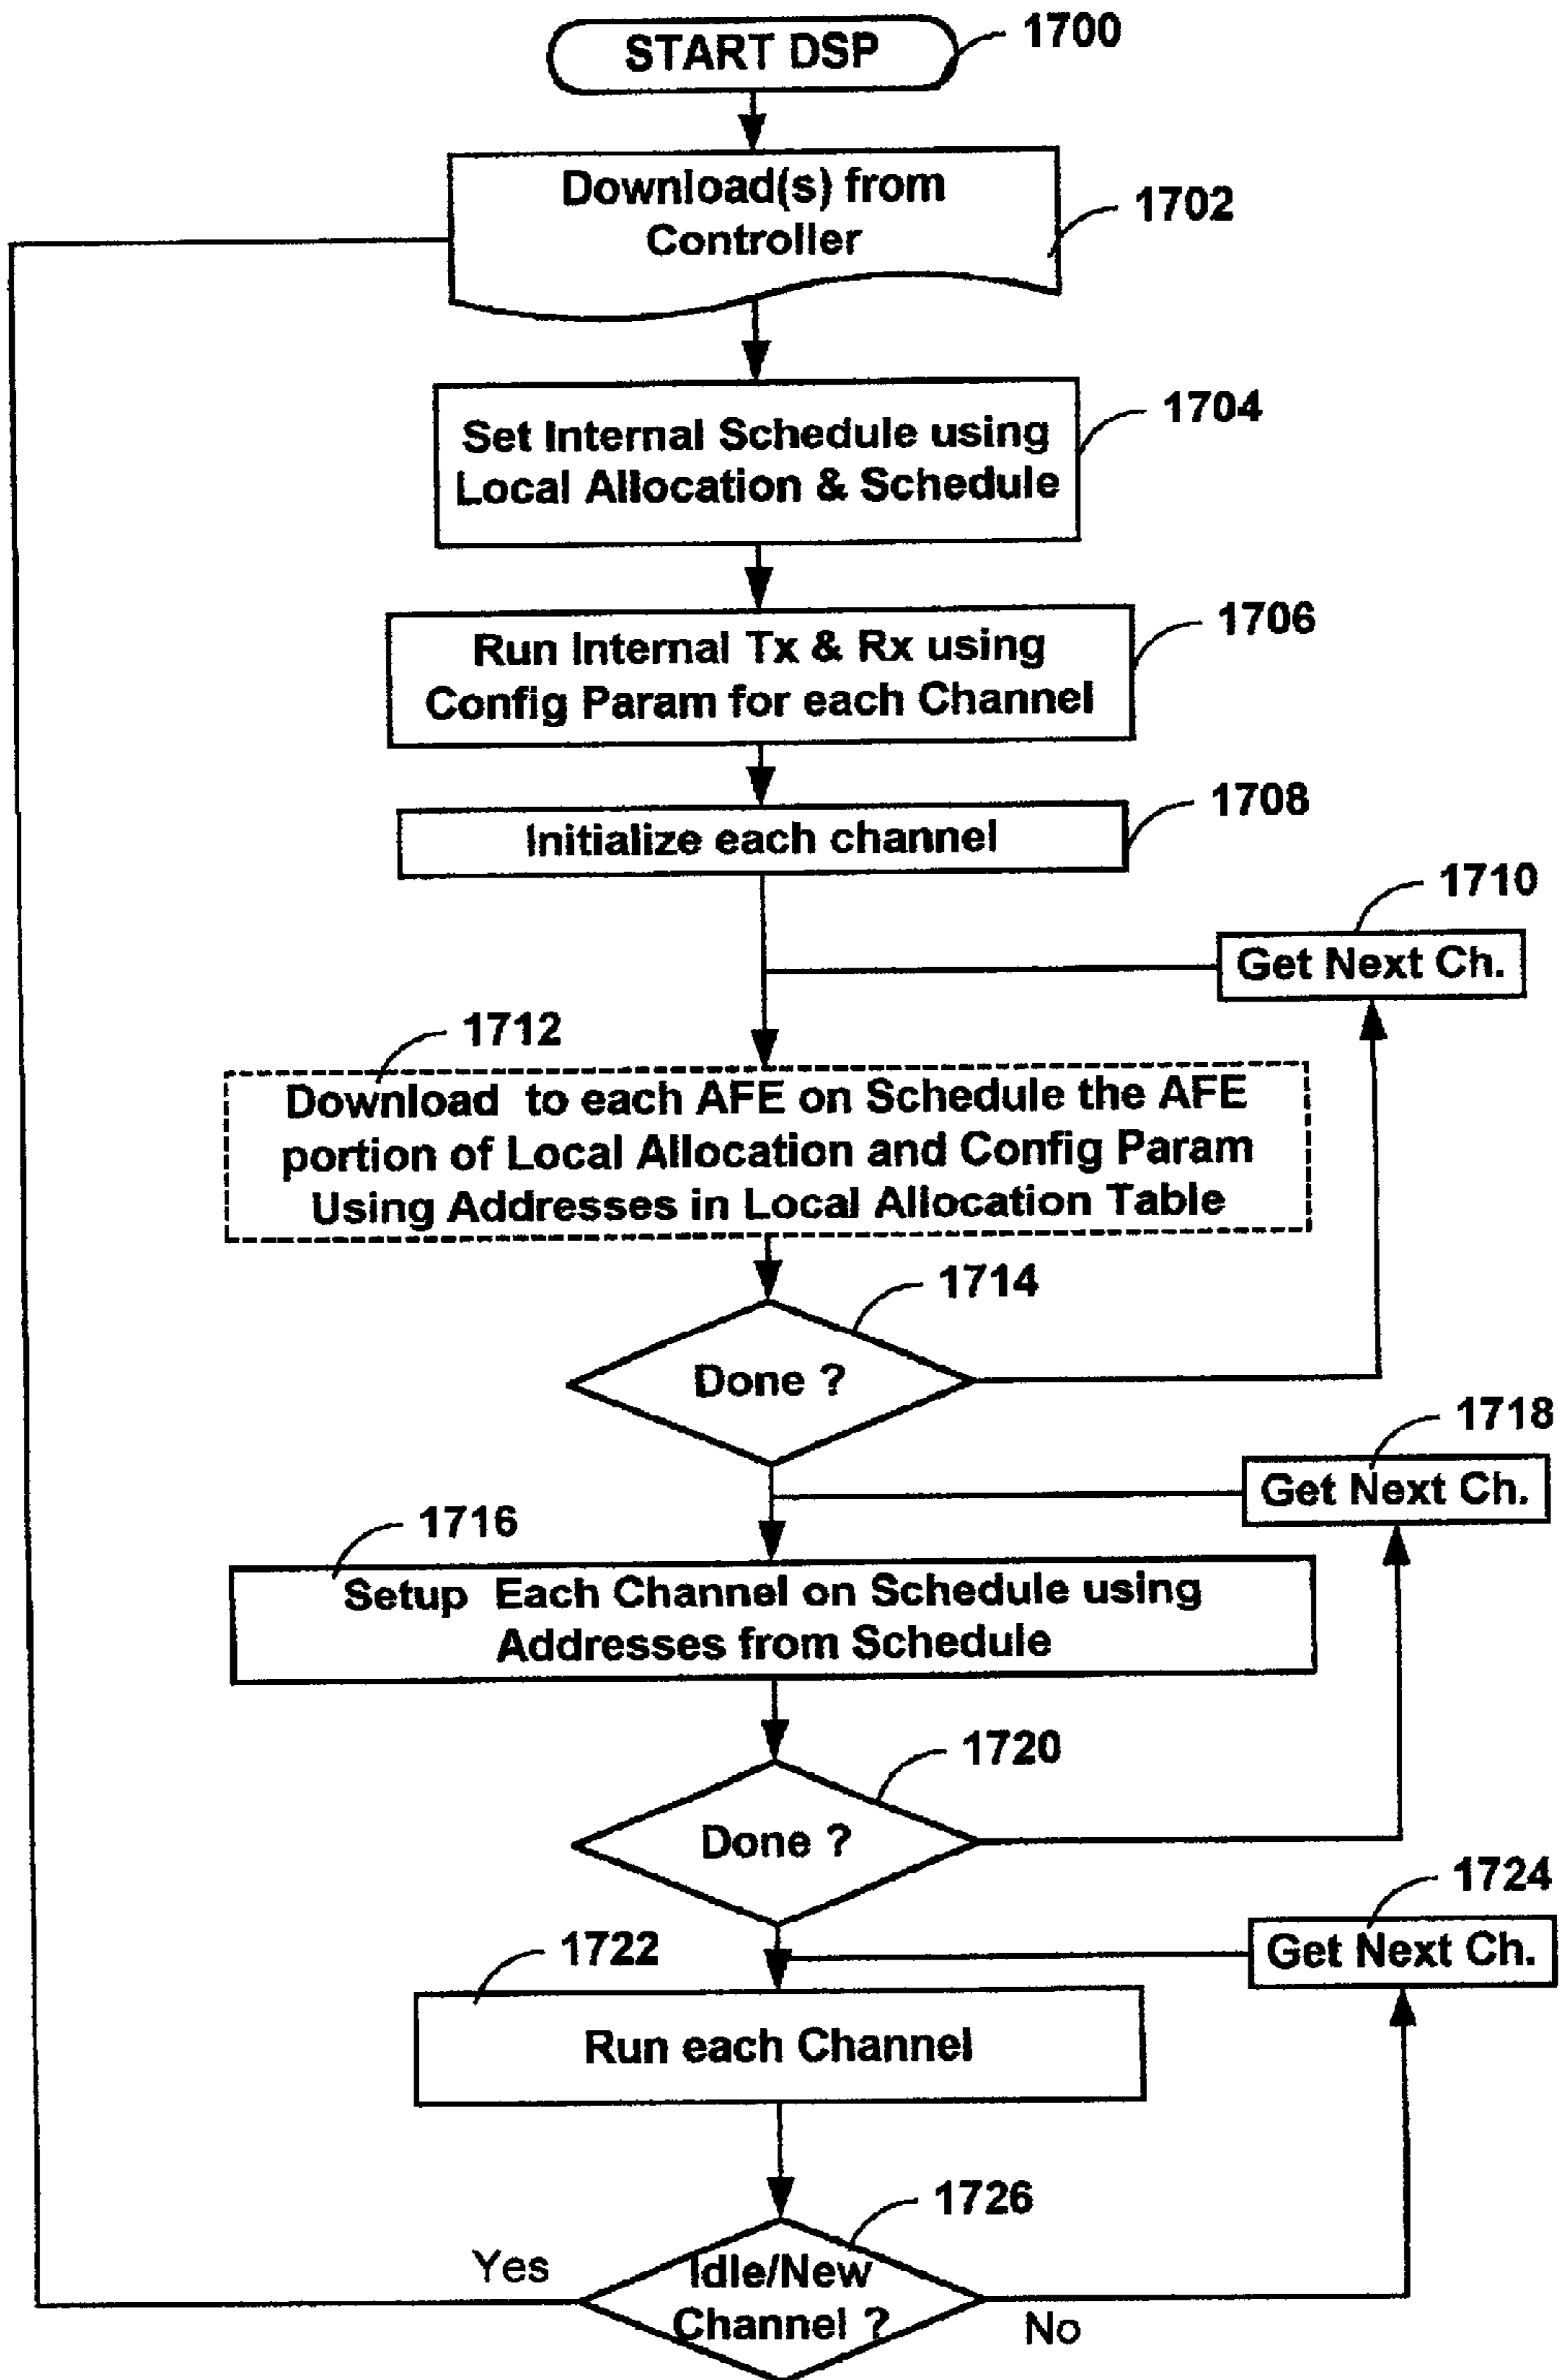 START DSP
1700
Download(s) from
Controller
1702
Set Internal Schedule using
Local Allocation & Schedule
1704
Run Internal Tx & Rx using
Config Param for each Channel
1706
Initialize each channel
1708
1710
Get Next Ch.
1712
Download to each AFE on Schedule the AFE
portion of Local Allocation and Config Param
Using Addresses in Local Allocation Table
1714
Done ?
1718
Get Next Ch.
1716
Setup Each Channel on Schedule using
Addresses from Schedule
1720
Done ?
1724
Get Next Ch.
1722
Run each Channel
1726
Idle/New
Channel ?
Yes
No